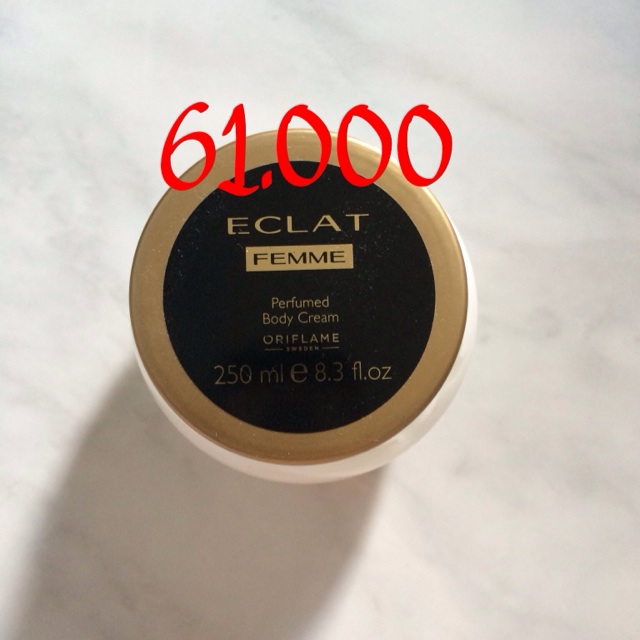 61.000
ECLAT
FEMME
Perfumed
Body Cream
ORIFLAME
SWEDEN
250 ml ℮ 8.3 fl.oz